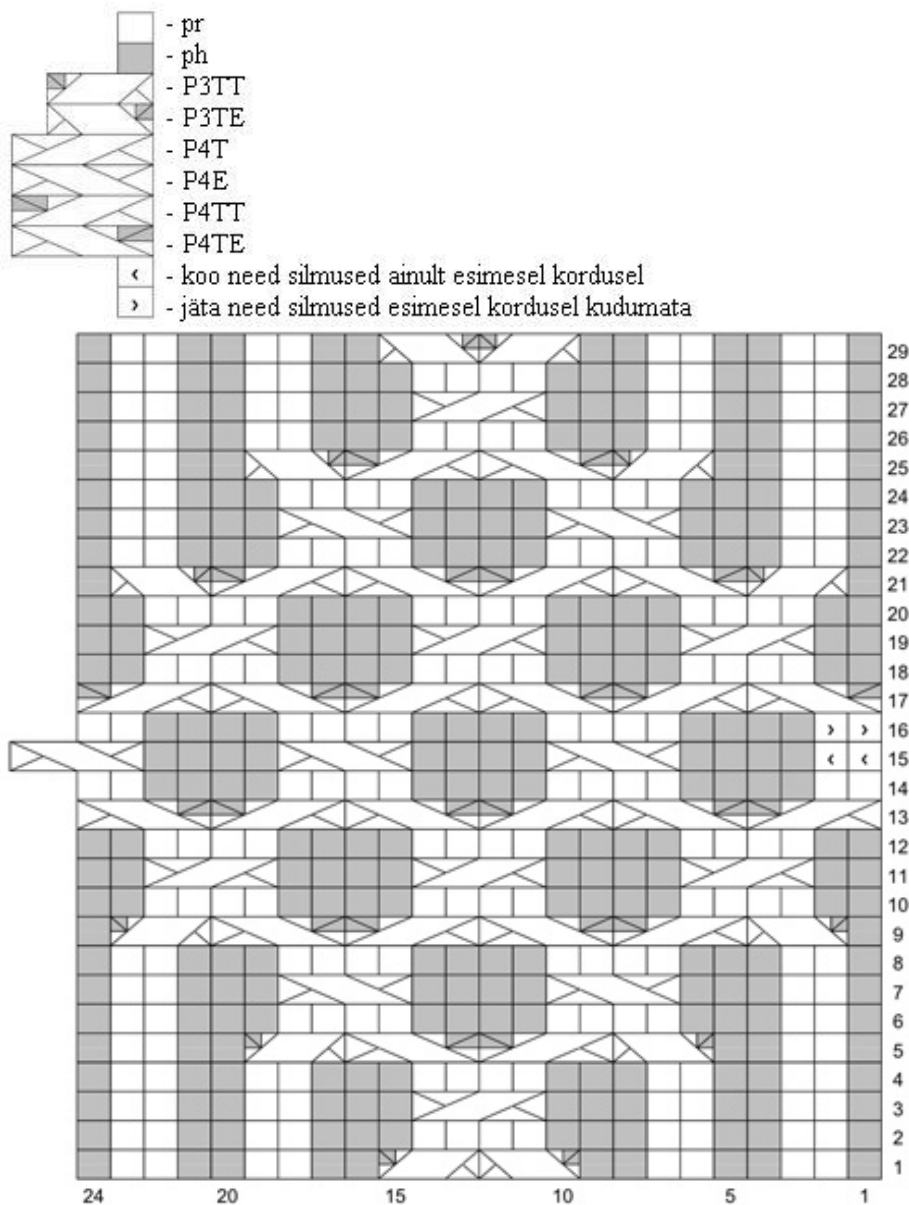 - pr
- ph
- P3TT
- P3TE
- P4T
- P4E
- P4TT
- P4TE
‹ - koo need silmused ainult esimesel kordusel
› - jäta need silmused esimesel kordusel kudumata
29
28
27
26
25
24
23
22
21
20
19
18
17
› › 16
‹ ‹ 15
14
13
12
11
10
9
8
7
6
5
4
3
2
1
24 20 15 10 5 1